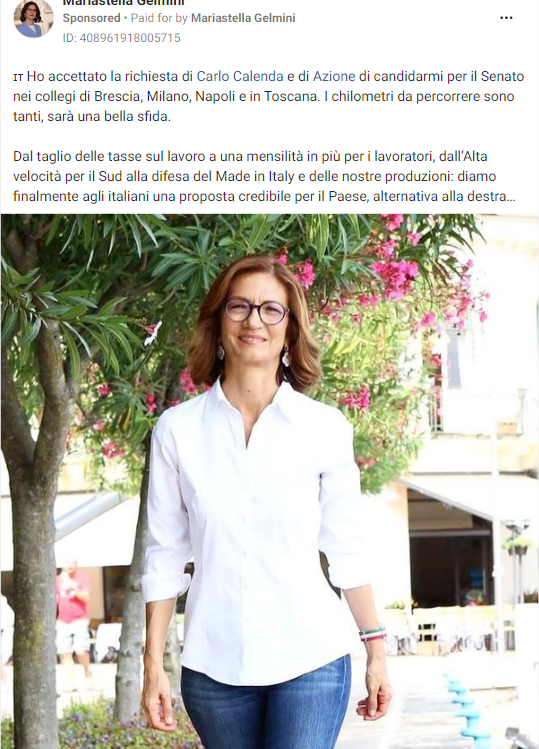 Mariastella Gelmini
Sponsored • Paid for by Mariastella Gelmini
ID: 408961918005715
IT Ho accettato la richiesta di Carlo Calenda e di Azione di candidarmi per il Senato
nei collegi di Brescia, Milano, Napoli e in Toscana. I chilometri da percorrere sono
tanti, sarà una bella sfida.
Dal taglio delle tasse sul lavoro a una mensilità in più per i lavoratori, dall'Alta
velocità per il Sud alla difesa del Made in Italy e delle nostre produzioni: diamo
finalmente agli italiani una proposta credibile per il Paese, alternativa alla destra...